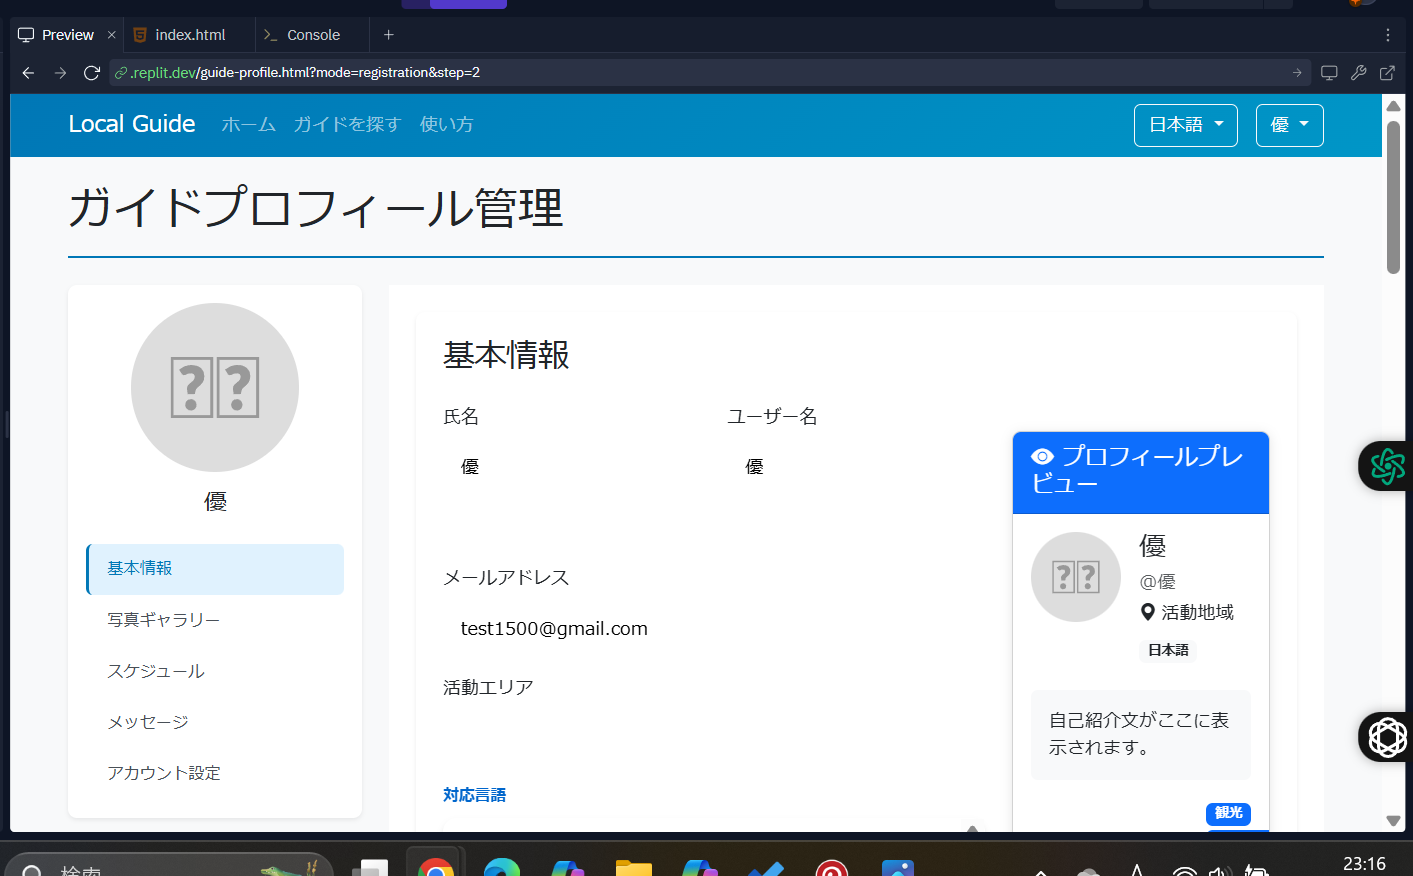 Preview
index.html
Console
.replit.dev/guide-profile.html?mode=registration&step=2
Local Guide ホーム ガイドを探す 使い方
日本語
優
ガイドプロフィール管理
優
基本情報
写真ギャラリー
スケジュール
メッセージ
アカウント設定
基本情報
氏名
ユーザー名
優
優
メールアドレス
test1500@gmail.com
活動エリア
対応言語
プロフィールプレ
ビュー
優
@優
活動地域
日本語
自己紹介文がここに表
示されます。
観光
検索
23:16